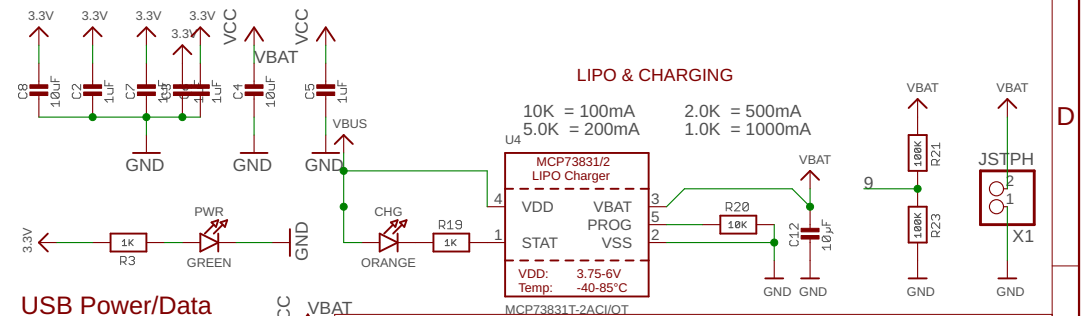 3.3V
3.3V
3.3V
3.3V
3.3V
VCC
VCC
VBAT
C8
10uF
C2
1uF
C7
1uF
1uF
C4
10uF
C5
1uF
GND
GND
GND
VBUS
LIPO & CHARGING
10K = 100mA
2.0K = 500mA
5.0K = 200mA
1.0K = 1000mA
U4
MCP73831/2
LIPO Charger
4
VDD
VBAT
3
PROG
5
1
STAT
VSS
2
VDD: 3.75-6V
Temp: -40-85°C
MCP73831T-2ACI/OT
3.3V
1K
R3
PWR
GREEN
GND
CHG
ORANGE
R19
1K
R20
10K
VBAT
C12
10µF
GND
GND
VBAT
100K
R21
9
100K
R23
GND
VBAT
JSTPH
2
1
X1
GND
D
USB Power/Data
CC
VBAT